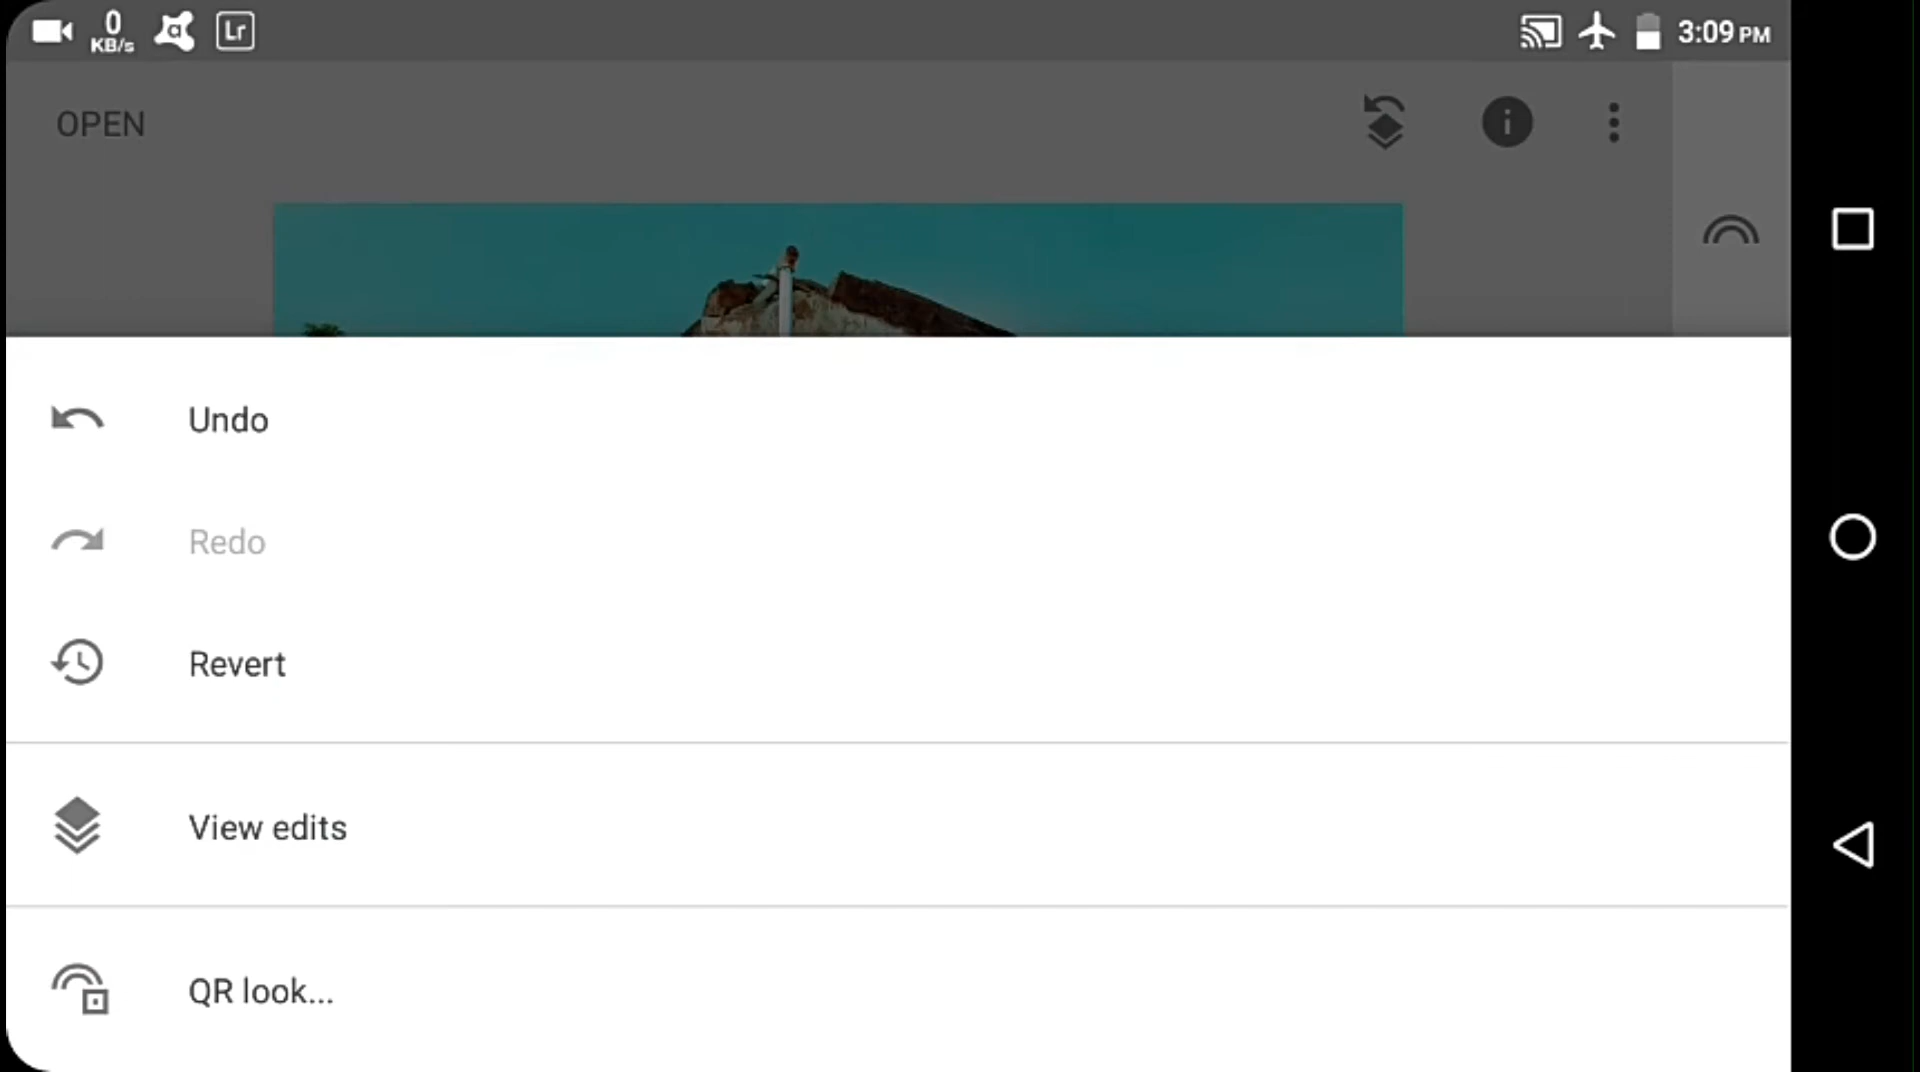 0
KB/s
Lr
3:09 PM
OPEN
Undo
Redo
Revert
View edits
QR look...